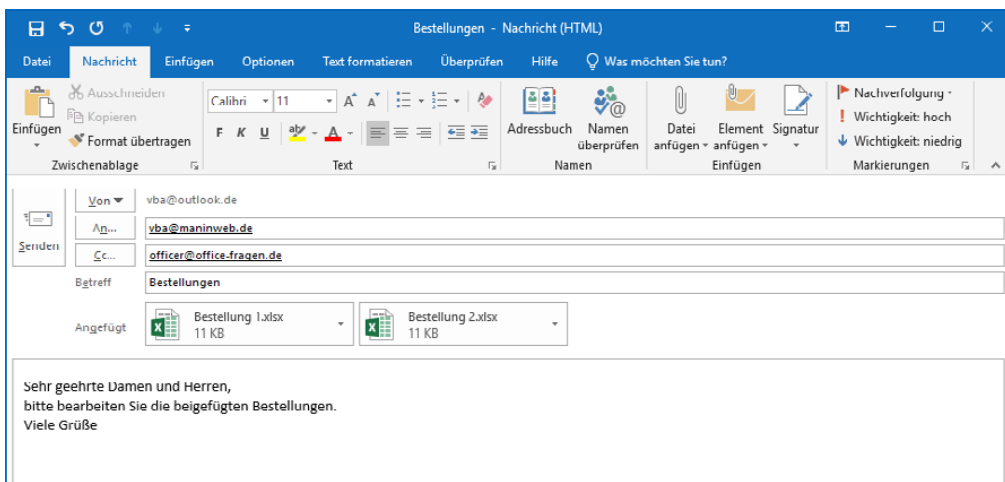 Bestellungen - Nachricht (HTML)
Datei Nachricht Einfügen Optionen Text formatieren Überprüfen Hilfe Was möchten Sie tun?
Einfügen
Ausschneiden
Kopieren
Format übertragen
Zwischenablage
Calibri 11
F K U
Text
Adressbuch
Namen überprüfen
Namen
Datei anfügen
Element anfügen
Signatur
Einfügen
Nachverfolgung
Wichtigkeit: hoch
Wichtigkeit: niedrig
Markierungen
Senden
Von vba@outlook.de
An... vba@maninweb.de
Cc... officer@office-fragen.de
Betreff Bestellungen
Angefügt
Bestellung 1.xlsx
11 KB
Bestellung 2.xlsx
11 KB
Sehr geehrte Damen und Herren,
bitte bearbeiten Sie die beigefügten Bestellungen.
Viele Grüße